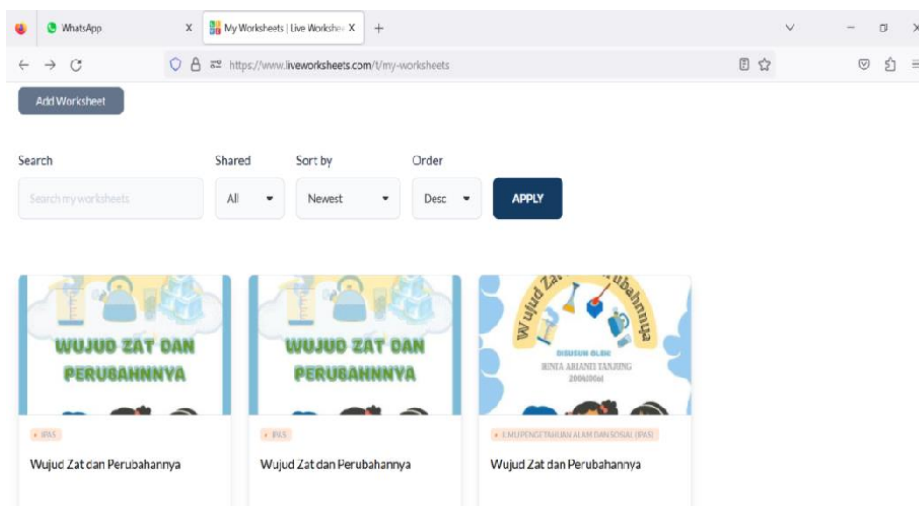 WhatsApp X My Worksheets | Live Workshee X +
https://www.liveworksheets.com/t/my-worksheets
Add Worksheet
Search Shared Sort by Order
Search my worksheets All Newest Desc APPLY
WUJUD ZAT DAN
PERUBAHNNYA
IPAS
Wujud Zat dan Perubahannya
WUJUD ZAT DAN
PERUBAHNNYA
IPAS
Wujud Zat dan Perubahannya
Wujud Zat dan Perubahannnya
DISUSUN OLEH:
ILMU PENGETAHUAN ALAM DAN SOSIAL (IPAS)
Wujud Zat dan Perubahannya